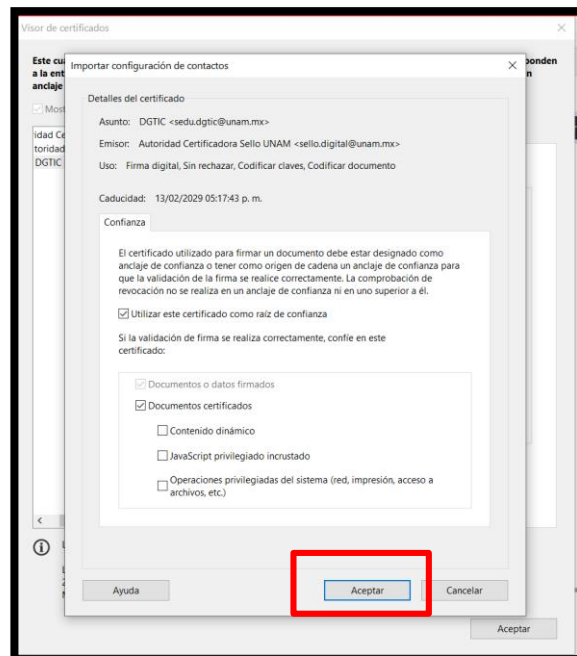 Visor de certificados
Este cu
ponden
a la ent
n
anclaje
Most
idad Ce
toridad
DGTIC
Importar configuración de contactos
Detalles del certificado
Asunto: DGTIC <sedu.dgtic@unam.mx>
Emisor: Autoridad Certificadora Sello UNAM <sello.digital@unam.mx>
Uso: Firma digital, Sin rechazar, Codificar claves, Codificar documento
Caducidad: 13/02/2029 05:17:43 p. m.
Confianza
El certificado utilizado para firmar un documento debe estar designado como
anclaje de confianza o tener como origen de cadena un anclaje de confianza para
que la validación de la firma se realice correctamente. La comprobación de
revocación no se realiza en un anclaje de confianza ni en uno superior a él.
Utilizar este certificado como raíz de confianza
Si la validación de firma se realiza correctamente, confíe en este
certificado:
Documentos o datos firmados
Documentos certificados
Contenido dinámico
JavaScript privilegiado incrustado
Operaciones privilegiadas del sistema (red, impresión, acceso a
archivos, etc.)
Ayuda
Aceptar
Cancelar
Aceptar